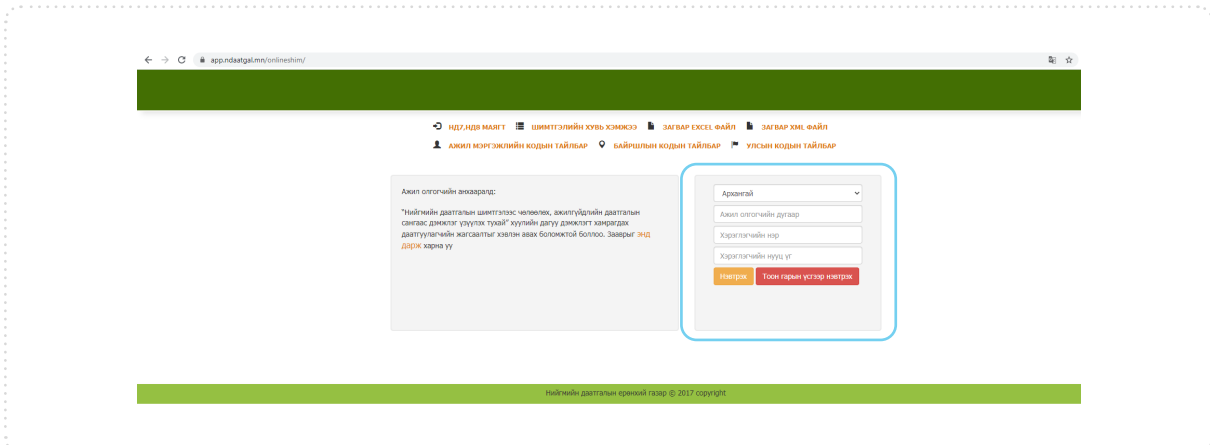 app.ndaatgal.mn/onlineshim/
НД7,НД8 МАЯГТ ШИМТГЭЛИЙН ХУВЬ ХЭМЖЭЭ ЗАГВАР EXCEL ФАЙЛ ЗАГВАР XML ФАЙЛ
АЖИЛ МЭРГЭЖЛИЙН КОДЫН ТАЙЛБАР БАЙРШЛЫН КОДЫН ТАЙЛБАР УЛСЫН КОДЫН ТАЙЛБАР
Ажил олгогчийн анхааралд:
"Нийгмийн даатгалын шимтгэлээс чөлөөлөх, ажилгүйдлийн даатгалын
сангаас дэмжлэг үзүүлэх тухай" хуулийн дагуу дэмжлэгт хамрагдах
даатгуулагчийн жагсаалтыг хэвлэн авах боломжтой боллоо. Зааврыг ЭНД
ДАРЖ харна уу
Архангай
Ажил олгогчийн дугаар
Хэрэглэгчийн нэр
Хэрэглэгчийн нууц үг
Нэвтрэх Тоон гарын үсгээр нэвтрэх
Нийгмийн даатгалын ерөнхий газар © 2017 copyright